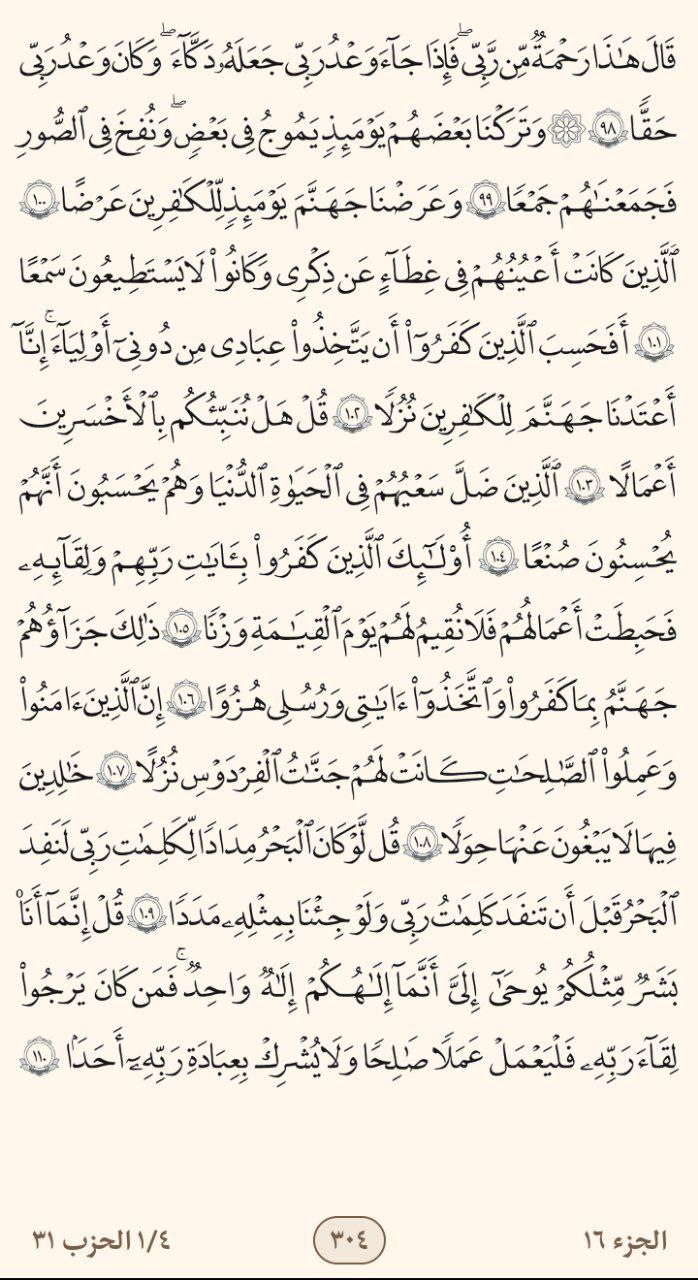 قَالَ هَـٰذَا رَحْمَةٌ مِّن رَّبِّى ۖ فَإِذَا جَآءَ وَعْدُ رَبِّى جَعَلَهُۥ دَكَّآءَ ۖ وَكَانَ وَعْدُ رَبِّى
حَقًّا ٩٨ ۞ وَتَرَكْنَا بَعْضَهُمْ يَوْمَئِذٍ يَمُوجُ فِى بَعْضٍ ۖ وَنُفِخَ فِى ٱلصُّورِ
فَجَمَعْنَـٰهُمْ جَمْعًا ٩٩ وَعَرَضْنَا جَهَنَّمَ يَوْمَئِذٍ لِّلْكَـٰفِرِينَ عَرْضًا ١٠٠
ٱلَّذِينَ كَانَتْ أَعْيُنُهُمْ فِى غِطَآءٍ عَن ذِكْرِى وَكَانُوا۟ لَا يَسْتَطِيعُونَ سَمْعًا
١٠١ أَفَحَسِبَ ٱلَّذِينَ كَفَرُوٓا۟ أَن يَتَّخِذُوا۟ عِبَادِى مِن دُونِىٓ أَوْلِيَآءَ ۚ إِنَّآ
أَعْتَدْنَا جَهَنَّمَ لِلْكَـٰفِرِينَ نُزُلًا ١٠٢ قُلْ هَلْ نُنَبِّئُكُم بِٱلْأَخْسَرِينَ
أَعْمَـٰلًا ١٠٣ ٱلَّذِينَ ضَلَّ سَعْيُهُمْ فِى ٱلْحَيَوٰةِ ٱلدُّنْيَا وَهُمْ يَحْسَبُونَ أَنَّهُمْ
يُحْسِنُونَ صُنْعًا ١٠٤ أُو۟لَـٰٓئِكَ ٱلَّذِينَ كَفَرُوا۟ بِـَٔايَـٰتِ رَبِّهِمْ وَلِقَآئِهِۦ
فَحَبِطَتْ أَعْمَـٰلُهُمْ فَلَا نُقِيمُ لَهُمْ يَوْمَ ٱلْقِيَـٰمَةِ وَزْنًا ١٠٥ ذَٰلِكَ جَزَآؤُهُمْ
جَهَنَّمُ بِمَا كَفَرُوا۟ وَٱتَّخَذُوٓا۟ ءَايَـٰتِى وَرُسُلِى هُزُوًا ١٠٦ إِنَّ ٱلَّذِينَ ءَامَنُوا۟
وَعَمِلُوا۟ ٱلصَّـٰلِحَـٰتِ كَانَتْ لَهُمْ جَنَّـٰتُ ٱلْفِرْدَوْسِ نُزُلًا ١٠٧ خَـٰلِدِينَ
فِيهَا لَا يَبْغُونَ عَنْهَا حِوَلًا ١٠٨ قُل لَّوْ كَانَ ٱلْبَحْرُ مِدَادًا لِّكَلِمَـٰتِ رَبِّى لَنَفِدَ
ٱلْبَحْرُ قَبْلَ أَن تَنفَدَ كَلِمَـٰتُ رَبِّى وَلَوْ جِئْنَا بِمِثْلِهِۦ مَدَدًا ١٠٩ قُلْ إِنَّمَآ أَنَا۠
بَشَرٌ مِّثْلُكُمْ يُوحَىٰٓ إِلَىَّ أَنَّمَآ إِلَـٰهُكُمْ إِلَـٰهٌ وَٰحِدٌ ۖ فَمَن كَانَ يَرْجُوا۟
لِقَآءَ رَبِّهِۦ فَلْيَعْمَلْ عَمَلًا صَـٰلِحًا وَلَا يُشْرِكْ بِعِبَادَةِ رَبِّهِۦٓ أَحَدًۢا ١١٠
الجزء ١٦ ٣٠٤ ١/٤ الحزب ٣١